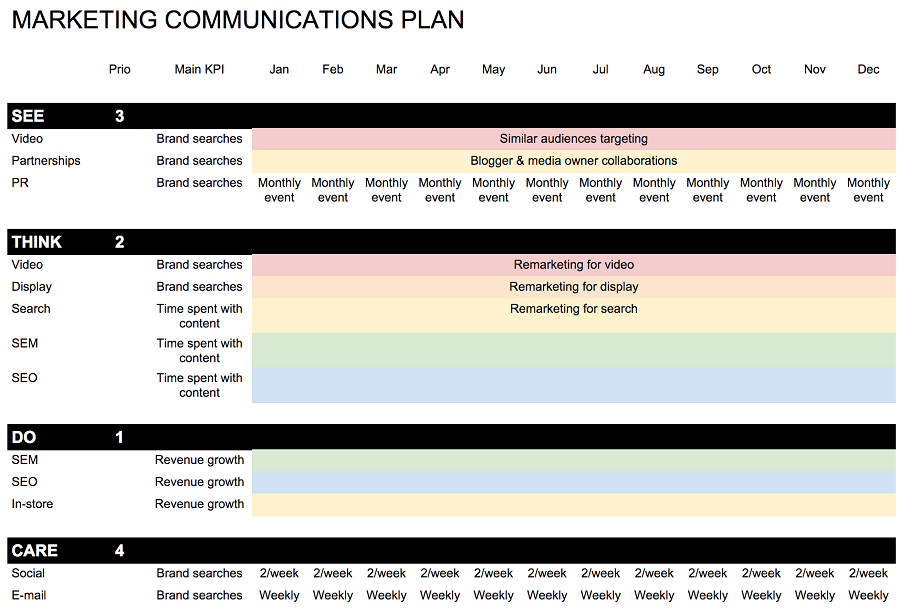 MARKETING COMMUNICATIONS PLAN
Prio Main KPI Jan Feb Mar Apr May Jun Jul Aug Sep Oct Nov Dec
SEE 3
Video Brand searches Similar audiences targeting
Partnerships Brand searches Blogger & media owner collaborations
PR Brand searches Monthly Monthly Monthly Monthly Monthly Monthly Monthly Monthly Monthly Monthly Monthly Monthly
event event event event event event event event event event event event
THINK 2
Video Brand searches Remarketing for video
Display Brand searches Remarketing for display
Search Time spent with Remarketing for search
content
SEM Time spent with
content
SEO Time spent with
content
DO 1
SEM Revenue growth
SEO Revenue growth
In-store Revenue growth
CARE 4
Social Brand searches 2/week 2/week 2/week 2/week 2/week 2/week 2/week 2/week 2/week 2/week 2/week 2/week
E-mail Brand searches Weekly Weekly Weekly Weekly Weekly Weekly Weekly Weekly Weekly Weekly Weekly Weekly